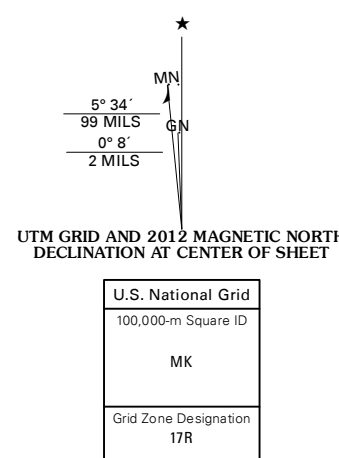 ★
MN
5° 34´
99 MILS
GN
0° 8´
2 MILS
UTM GRID AND 2012 MAGNETIC NORTH
DECLINATION AT CENTER OF SHEET
U.S. National Grid
100,000-m Square ID
MK
Grid Zone Designation
17R